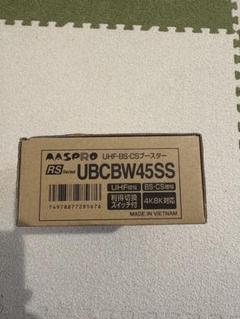 MASPRO UHF・BS・CSブースター
RS Series UBCBW45SS
UHF増幅 BS・CS増幅
利得切換スイッチ付 4K8K対応
MADE IN VIETNAM